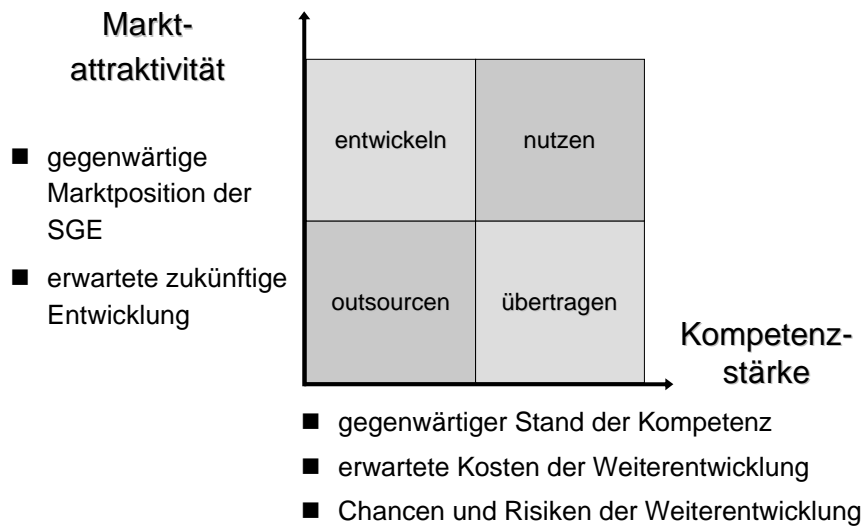 Markt-
attraktivität
■ gegenwärtige
Marktposition der
SGE
■ erwartete zukünftige
Entwicklung
entwickeln
nutzen
outsourcen
übertragen
Kompetenz-
stärke
■ gegenwärtiger Stand der Kompetenz
■ erwartete Kosten der Weiterentwicklung
■ Chancen und Risiken der Weiterentwicklung